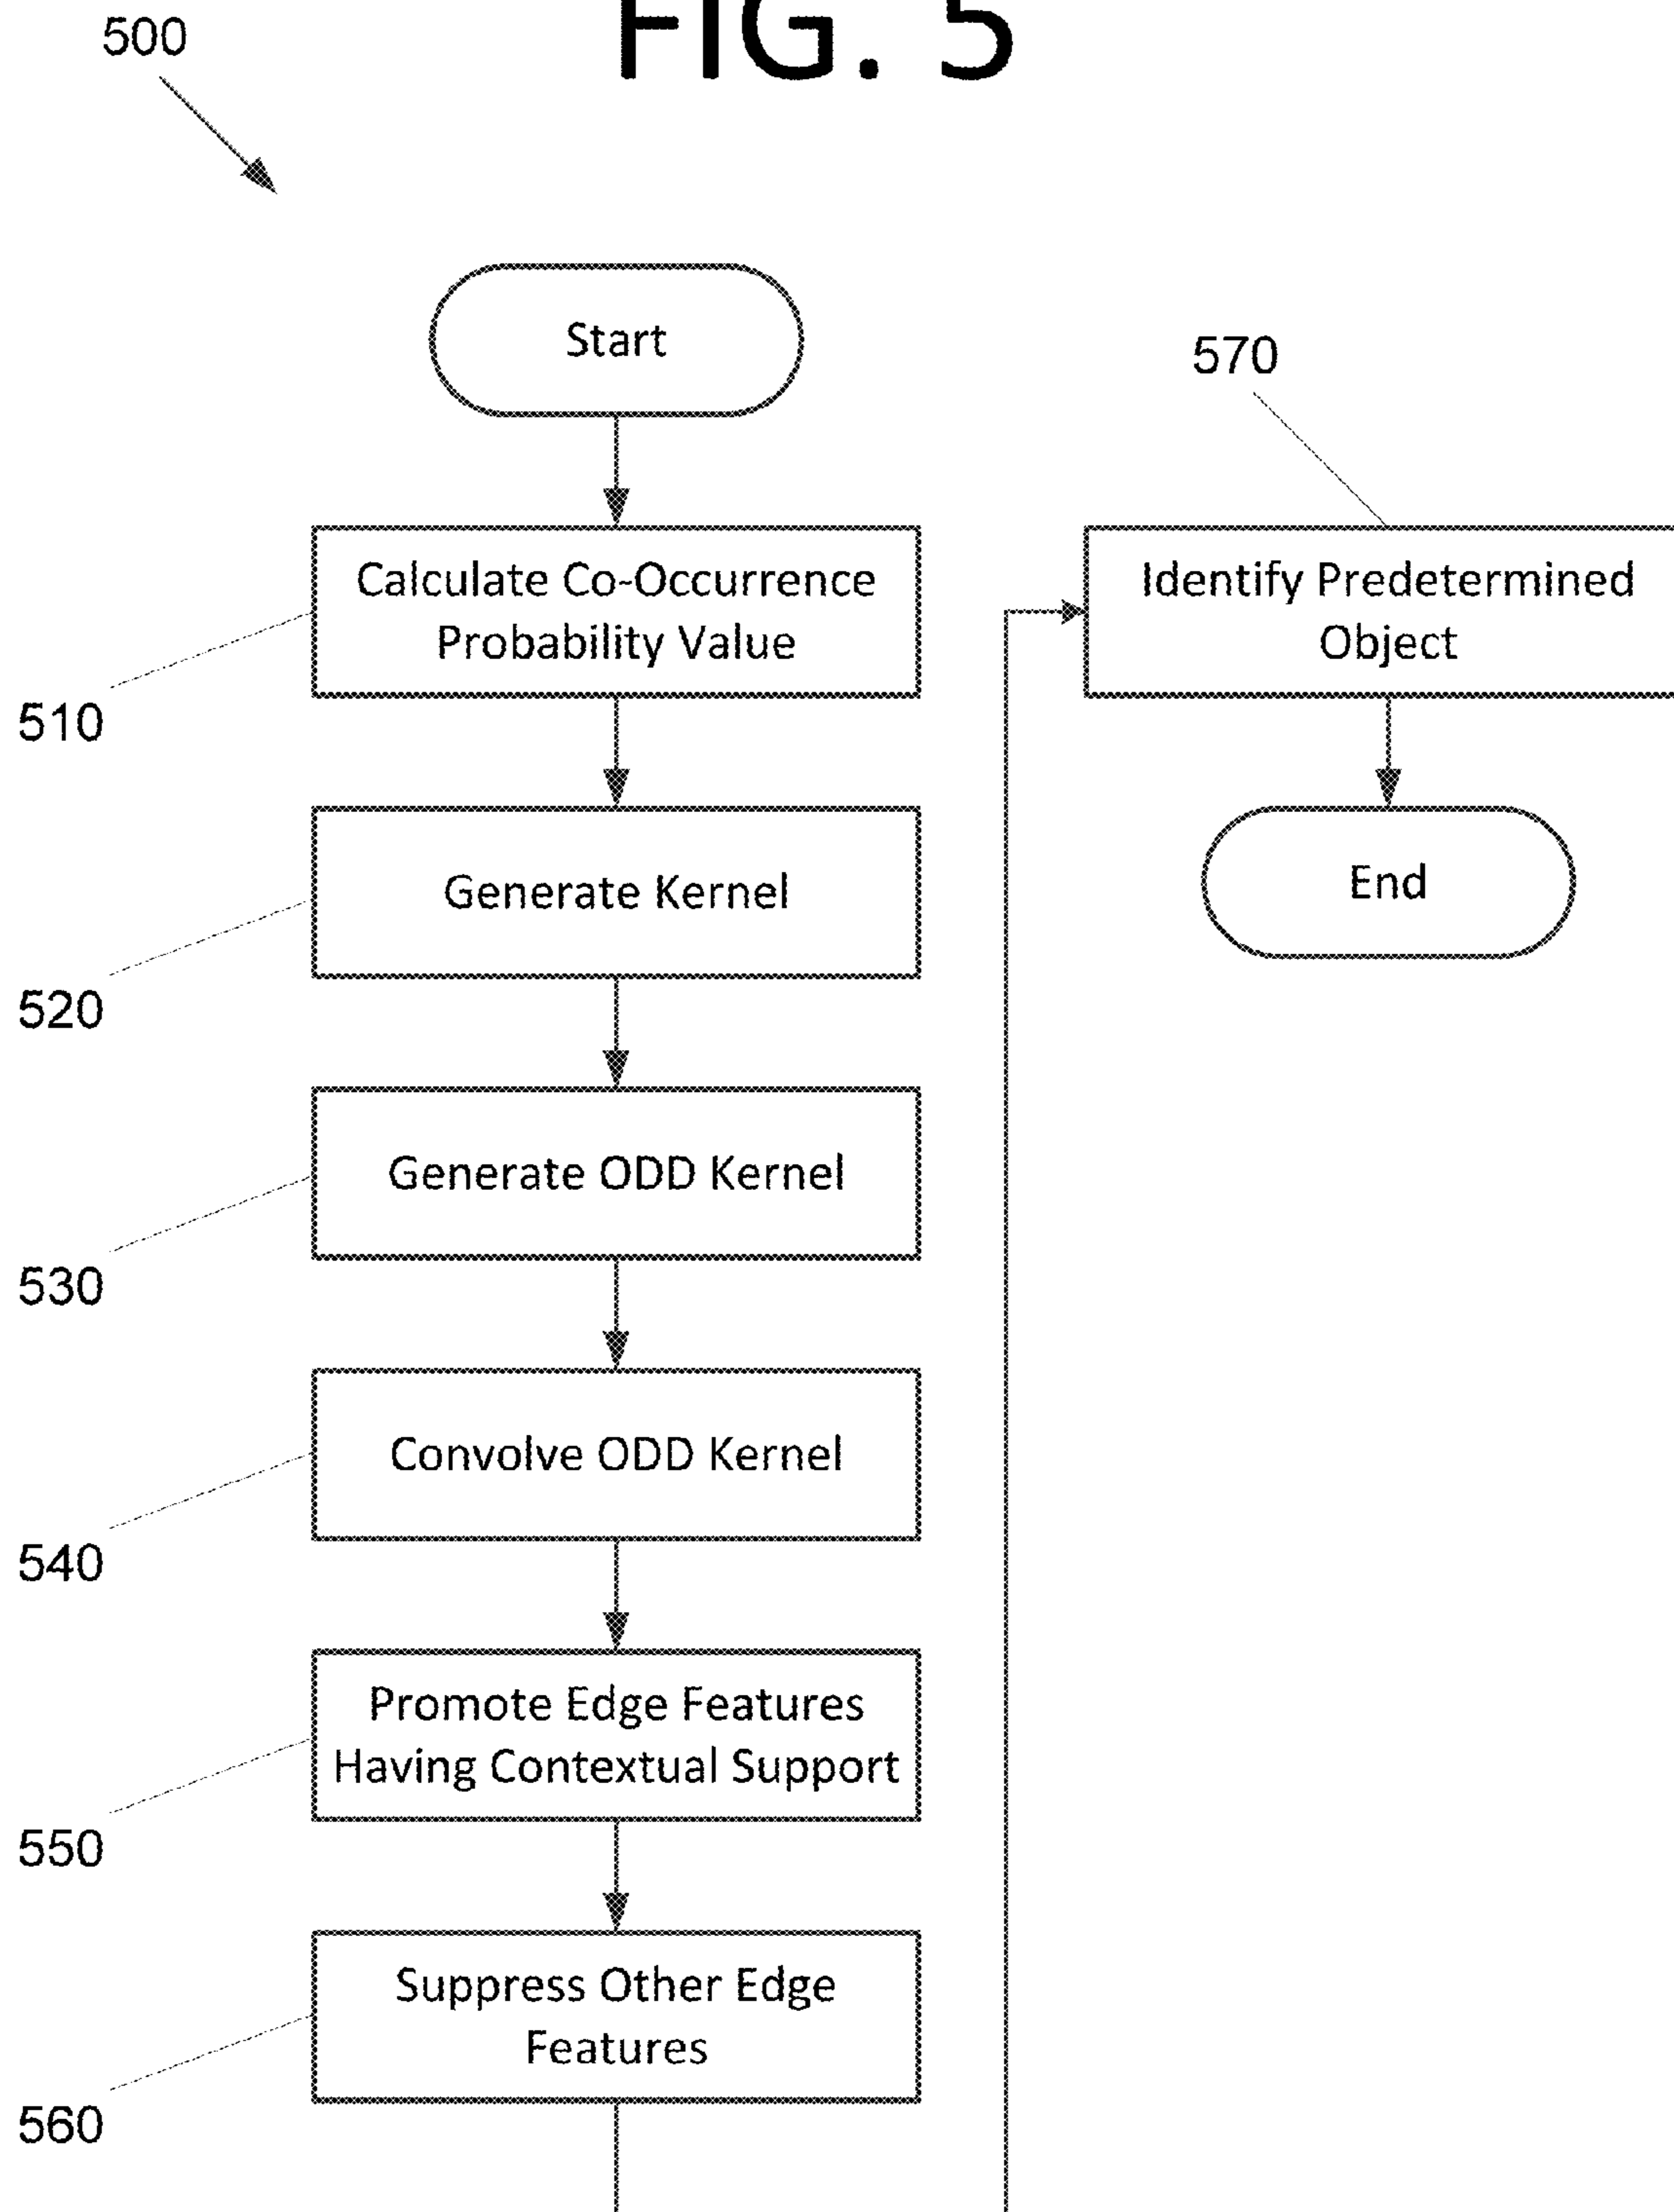 FIG. 5
500
Start
Calculate Co-Occurrence
Probability Value
510
Generate Kernel
520
Generate ODD Kernel
530
Convolve ODD Kernel
540
Promote Edge Features
Having Contextual Support
550
Suppress Other Edge
Features
560
570
Identify Predetermined
Object
End